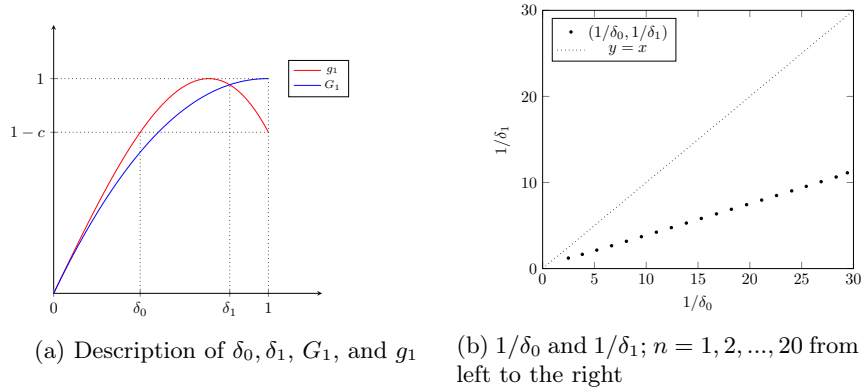 1
1 − c
0
δ₀
δ₁
1
g₁
G₁
(a) Description of δ₀, δ₁, G₁, and g₁
(1/δ₀, 1/δ₁)
y = x
30
20
10
0
1/δ₁
0 5 10 15 20 25 30
1/δ₀
(b) 1/δ₀ and 1/δ₁; n = 1, 2, ..., 20 from
left to the right